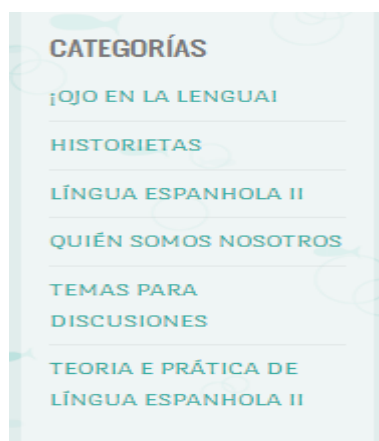 CATEGORÍAS
¡OJO EN LA LENGUA!
HISTORIETAS
LÍNGUA ESPANHOLA II
QUIÉN SOMOS NOSOTROS
TEMAS PARA
DISCUSIONES
TEORIA E PRÁTICA DE
LÍNGUA ESPANHOLA II